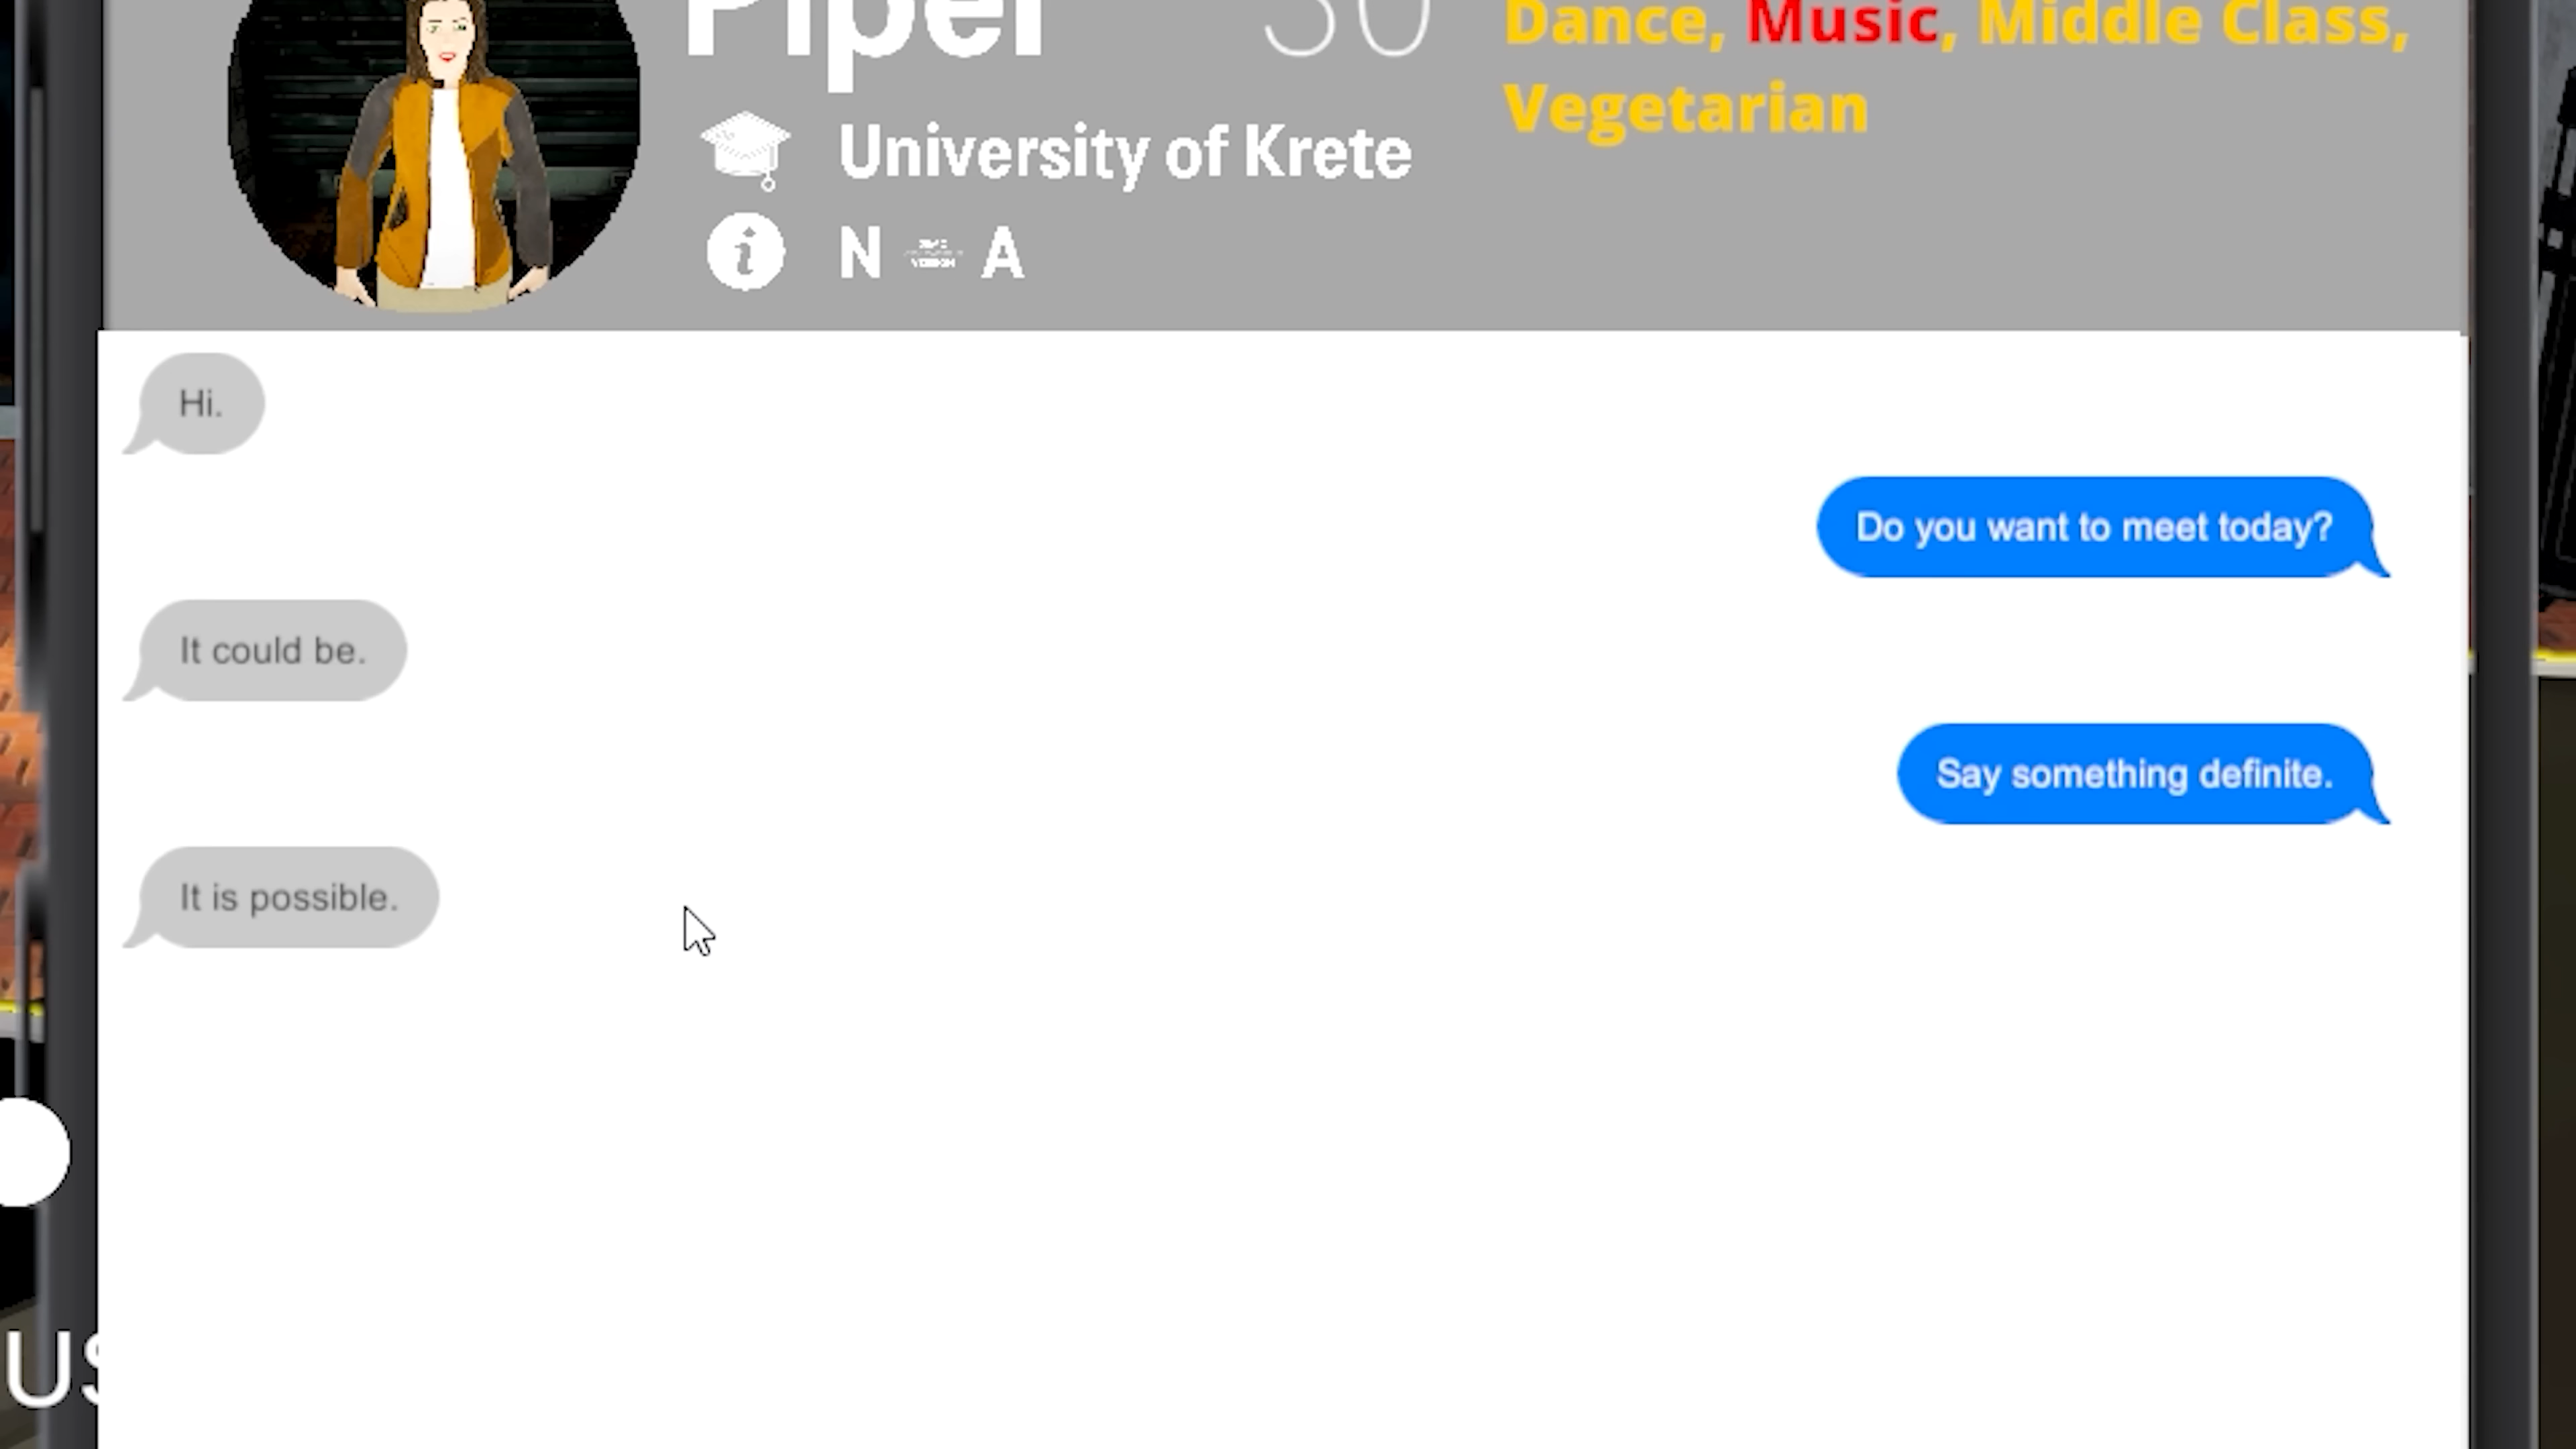 Piper 30 Dance, Music, Middle Class,
Vegetarian
University of Krete
N A
Hi.
Do you want to meet today?
It could be.
Say something definite.
It is possible.